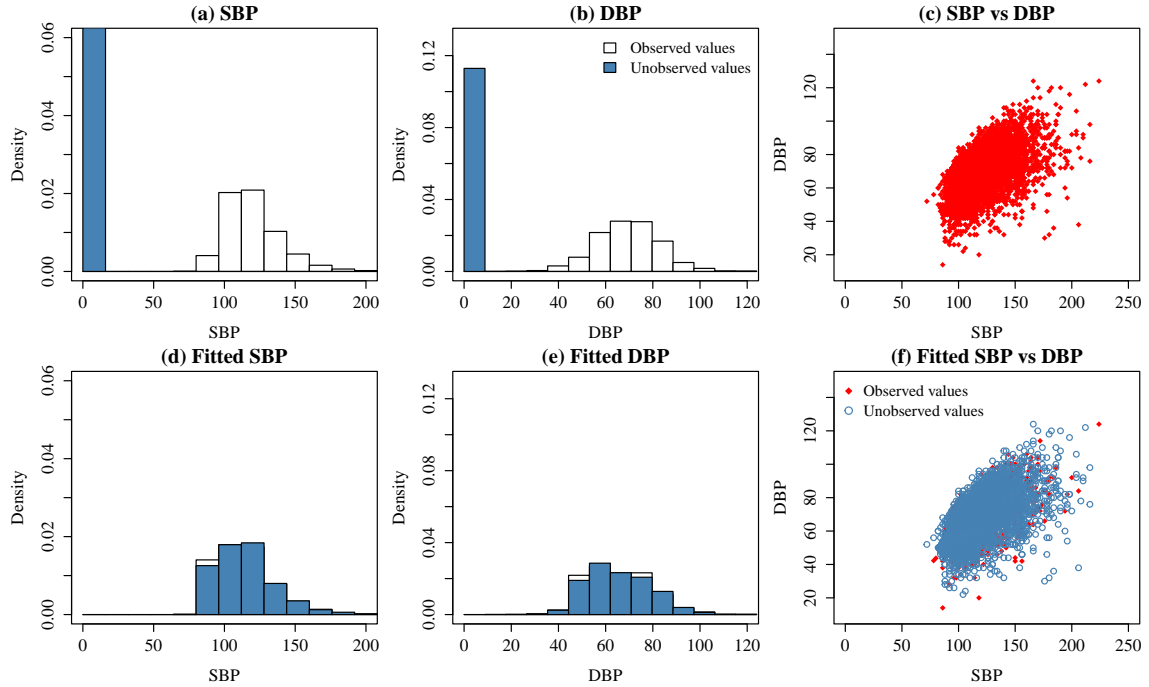 (a) SBP
(b) DBP
(c) SBP vs DBP
Density
0.00 0.02 0.04 0.06
0 50 100 150 200
SBP
Density
0.00 0.04 0.08 0.12
Observed values
Unobserved values
0 20 40 60 80 100 120
DBP
DBP
20 40 60 80 120
0 50 100 150 200 250
SBP
(d) Fitted SBP
(e) Fitted DBP
(f) Fitted SBP vs DBP
Density
0.00 0.02 0.04 0.06
0 50 100 150 200
SBP
Density
0.00 0.04 0.08 0.12
0 20 40 60 80 100 120
DBP
DBP
20 40 60 80 120
Observed values
Unobserved values
0 50 100 150 200 250
SBP